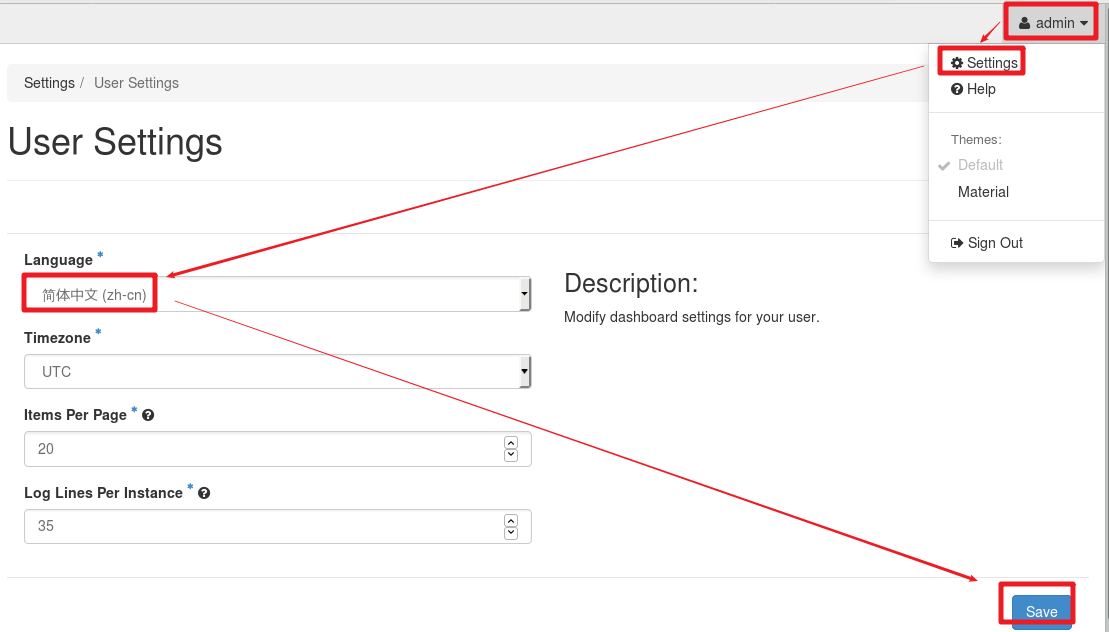 admin
Settings
Help
Themes:
Default
Material
Sign Out
Settings / User Settings
User Settings
Language *
简体中文 (zh-cn)
Timezone *
UTC
Items Per Page *
20
Log Lines Per Instance *
35
Description:
Modify dashboard settings for your user.
Save